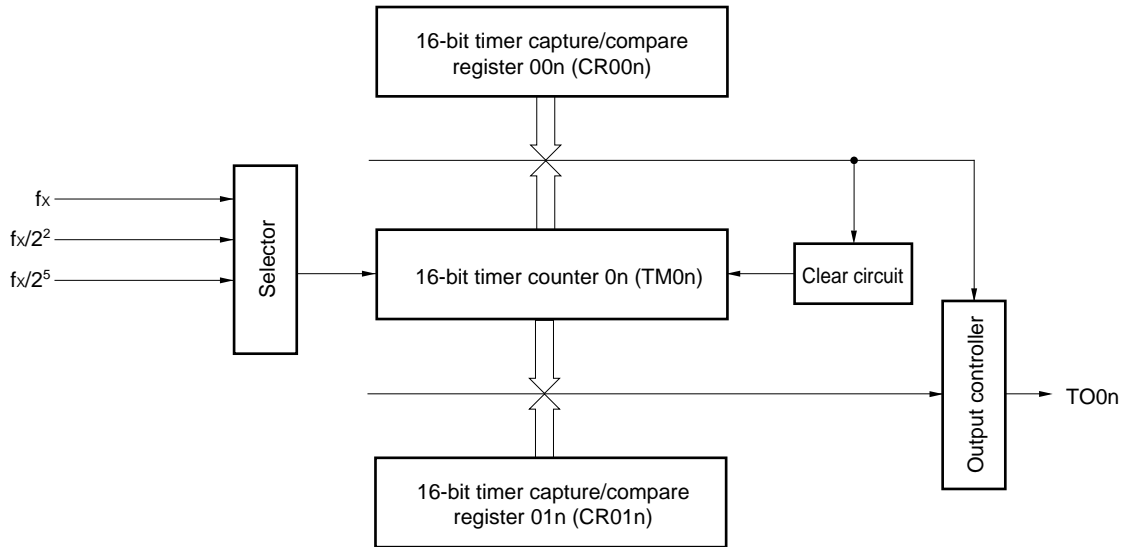 16-bit timer capture/compare
register 00n (CR00n)
fX
fX/2²
fX/2⁵
Selector
16-bit timer counter 0n (TM0n)
Clear circuit
Output controller
TO0n
16-bit timer capture/compare
register 01n (CR01n)